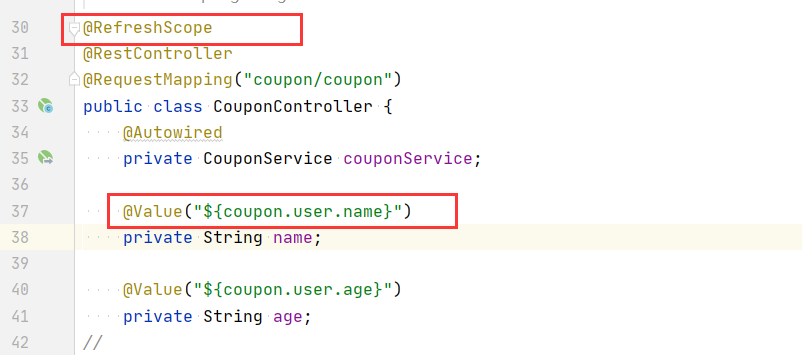 30 @RefreshScope
31 @RestController
32 @RequestMapping("coupon/coupon")
33 public class CouponController {
34 @Autowired
35 private CouponService couponService;
36
37 @Value("${coupon.user.name}")
38 private String name;
39
40 @Value("${coupon.user.age}")
41 private String age;
42 //